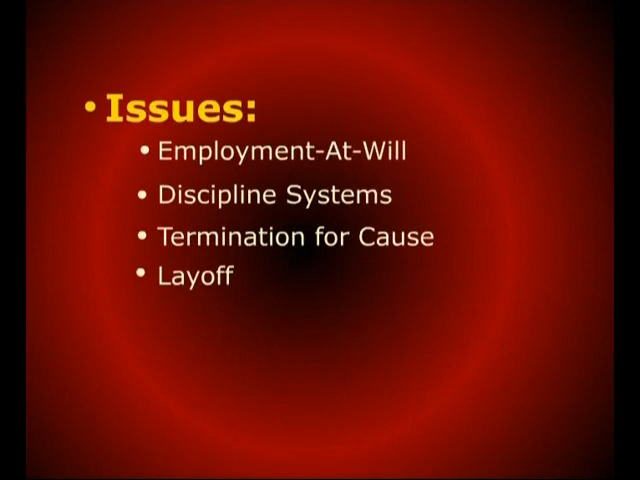 • Issues:
• Employment-At-Will
• Discipline Systems
• Termination for Cause
• Layoff